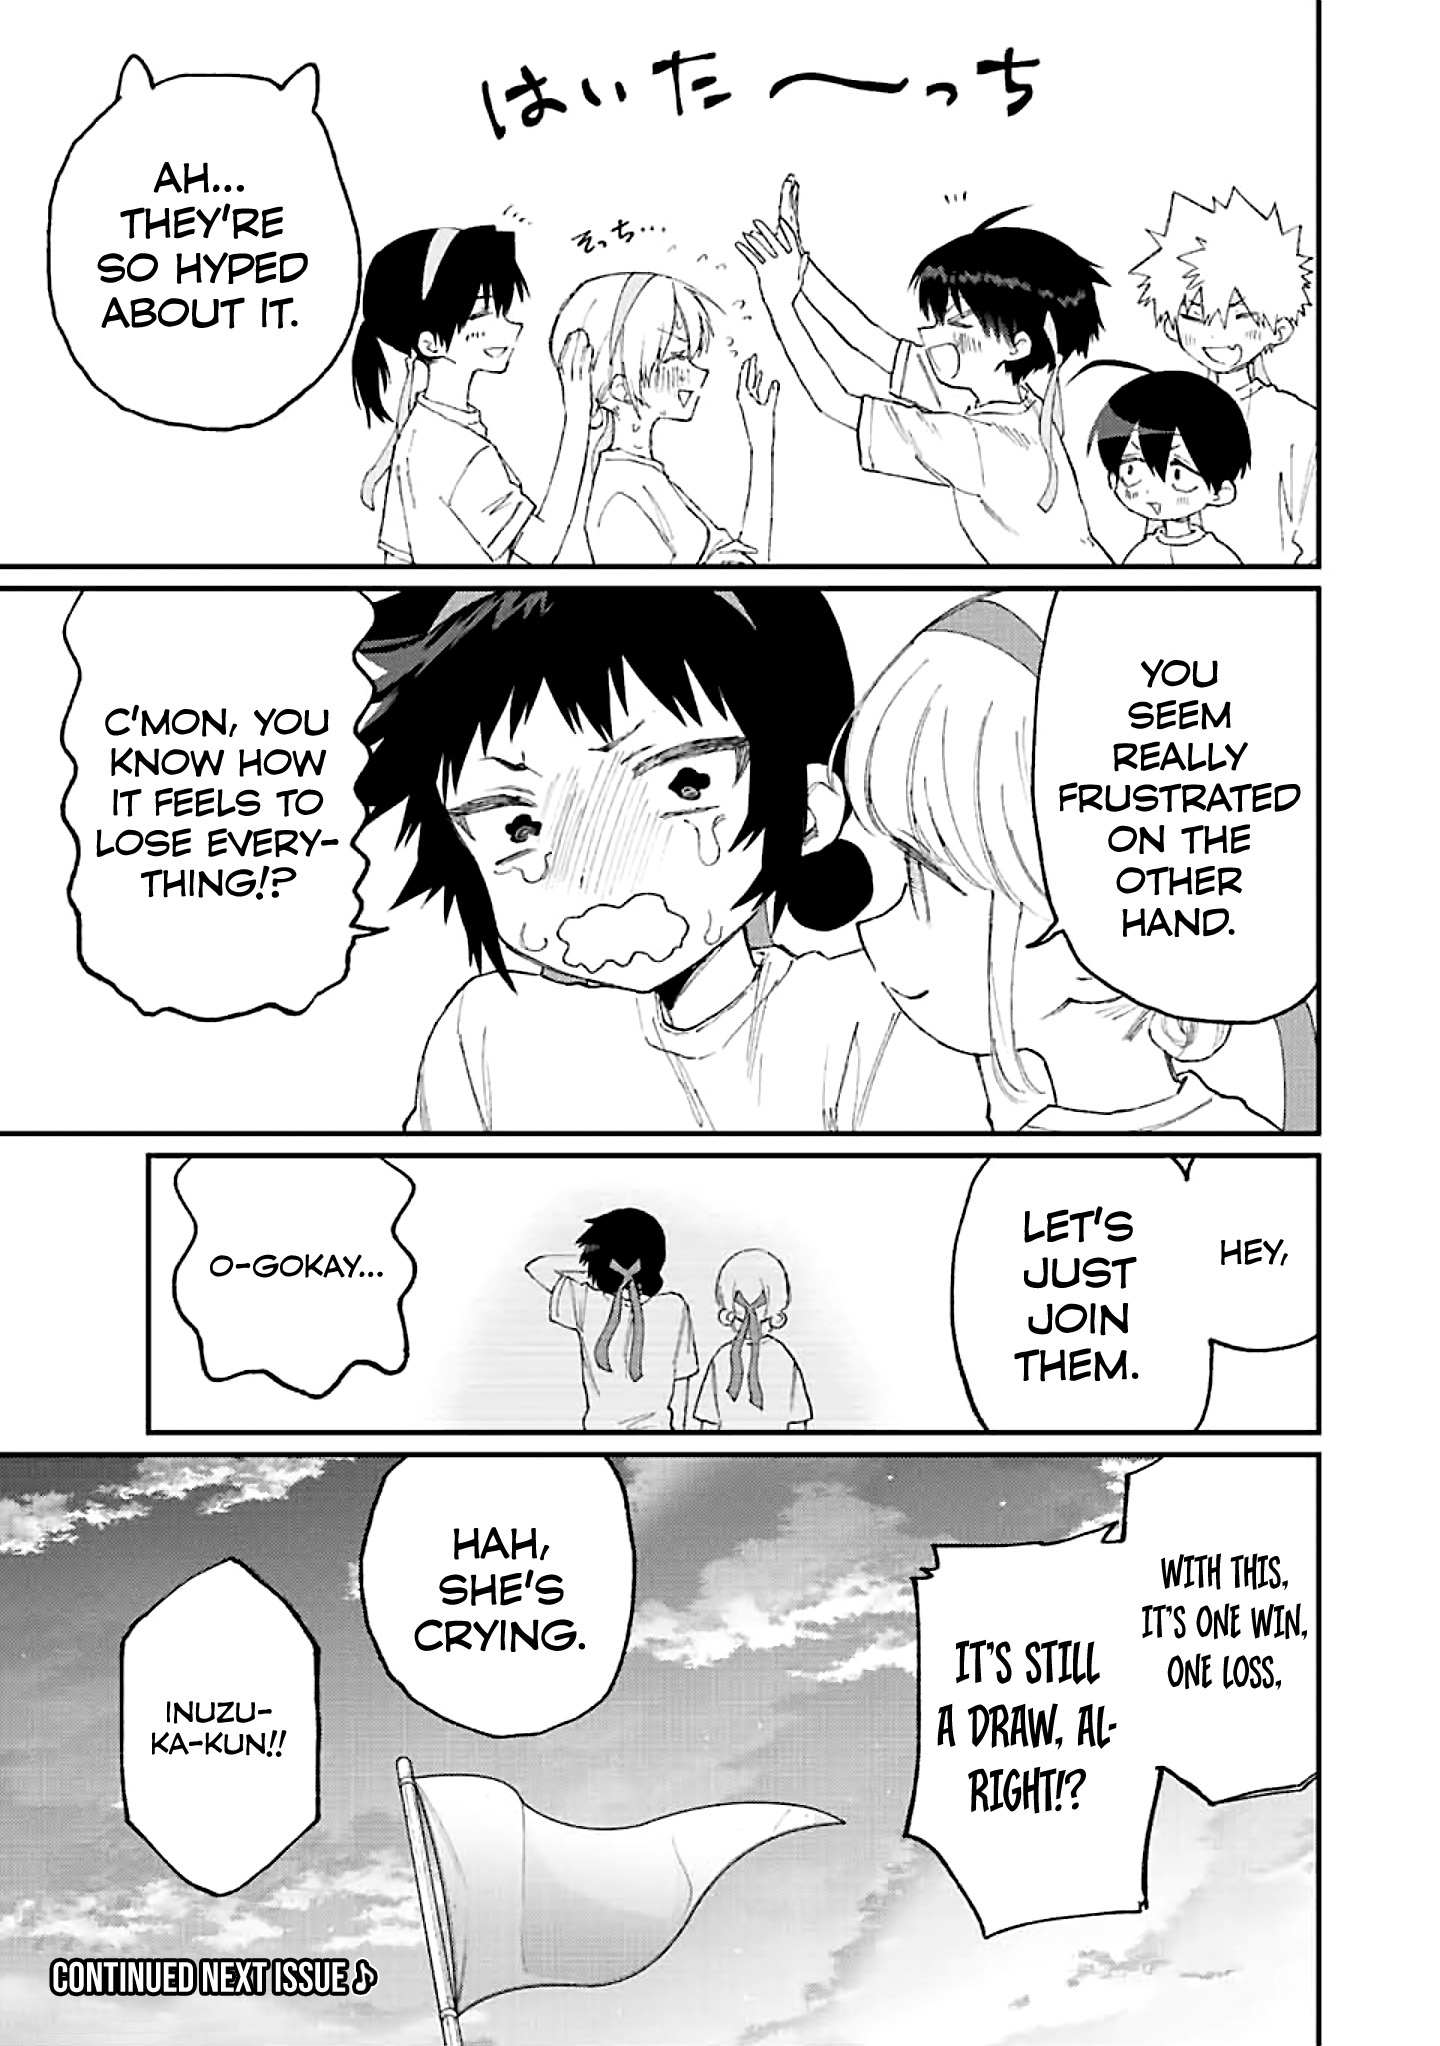 はいた〜っち
AH...
THEY'RE
SO HYPED
ABOUT IT.
そっち...
YOU
SEEM
REALLY
FRUSTRATED
ON THE
OTHER
HAND.
C'MON, YOU
KNOW HOW
IT FEELS TO
LOSE EVERY-
THING!?
HEY,
LET'S
JUST
JOIN
THEM.
O-GOKAY...
WITH THIS,
IT'S ONE WIN,
ONE LOSS,
IT'S STILL
A DRAW, AL-
RIGHT!?
HAH,
SHE'S
CRYING.
INUZU-
KA-KUN!!
CONTINUED NEXT ISSUE♪